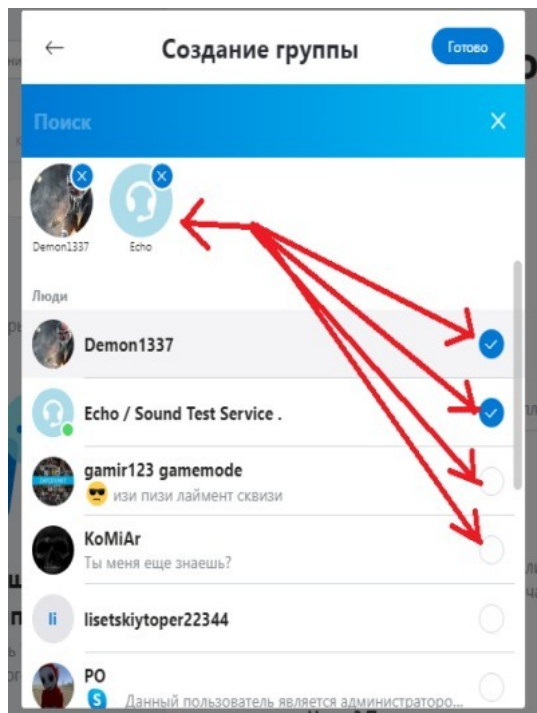 Создание группы
Готово
Поиск
Demon1337
Echo
Люди
Demon1337
Echo / Sound Test Service .
gamir123 gamemode
😎 изи пизи лаймент сквизи
KoMiAr
Ты меня еще знаешь?
li
lisetskiytoper22344
PO
Данный пользователь является администраторо...